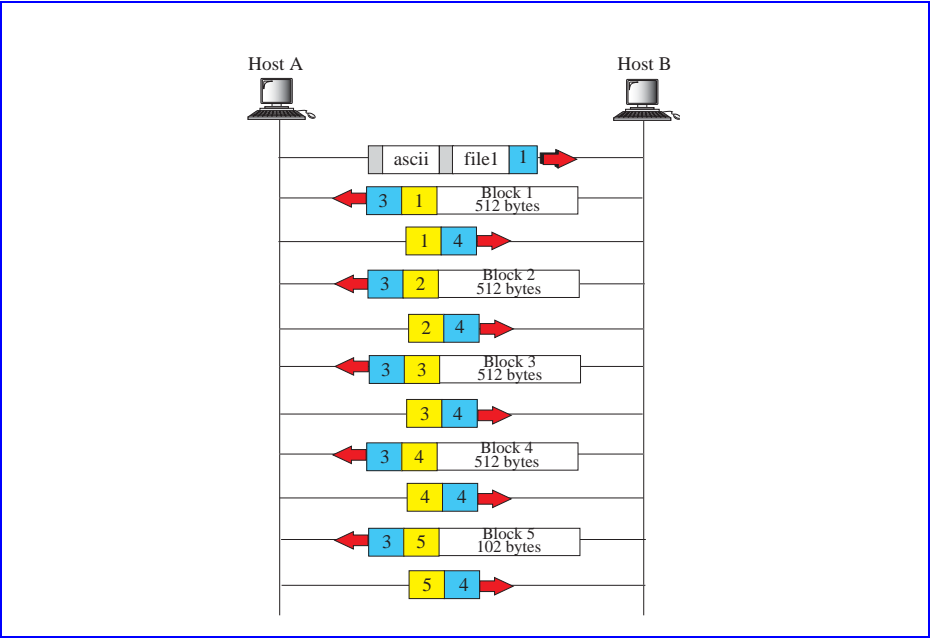 Host A Host B
ascii file1 1
3 1 Block 1
512 bytes
1 4
3 2 Block 2
512 bytes
2 4
3 3 Block 3
512 bytes
3 4
3 4 Block 4
512 bytes
4 4
3 5 Block 5
102 bytes
5 4